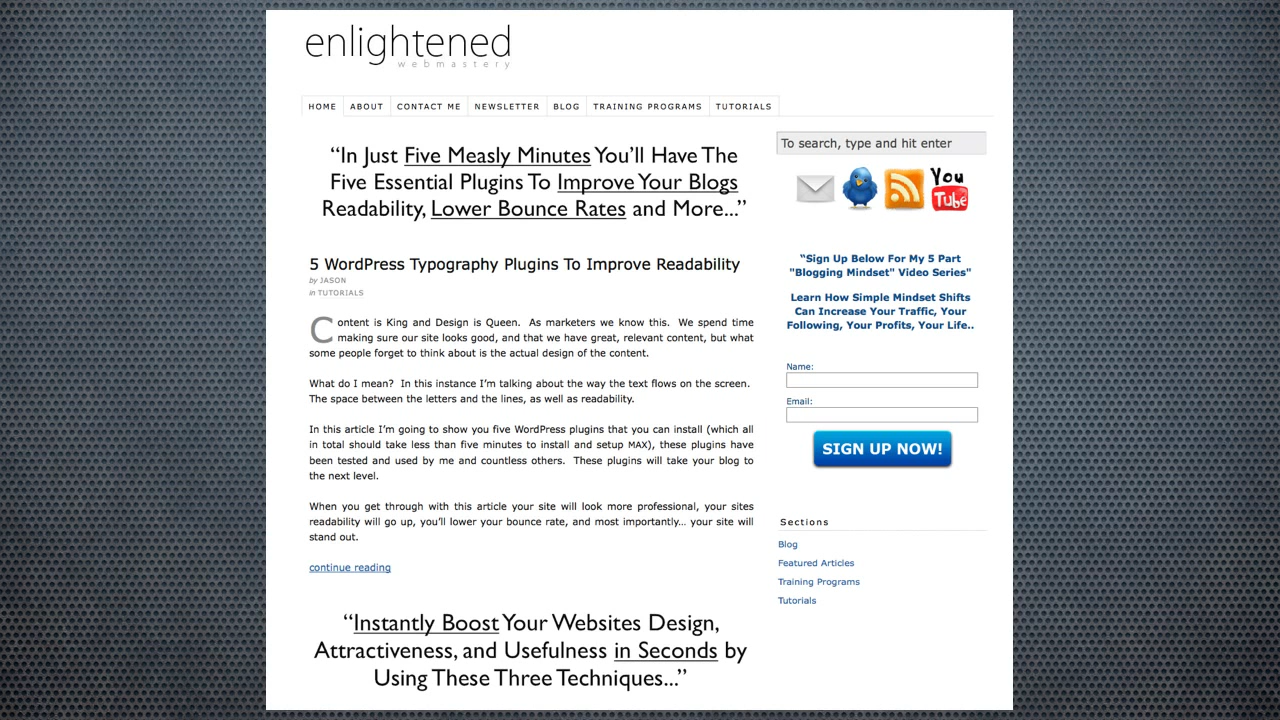 enlightened
webmastery
HOME ABOUT CONTACT ME NEWSLETTER BLOG TRAINING PROGRAMS TUTORIALS
“In Just Five Measly Minutes You’ll Have The
Five Essential Plugins To Improve Your Blogs
Readability, Lower Bounce Rates and More...”
5 WordPress Typography Plugins To Improve Readability
by JASON
in TUTORIALS
Content is King and Design is Queen.  As marketers we know this.  We spend time
making sure our site looks good, and that we have great, relevant content, but what
some people forget to think about is the actual design of the content.
What do I mean?  In this instance I’m talking about the way the text flows on the screen.
The space between the letters and the lines, as well as readability.
In this article I’m going to show you five WordPress plugins that you can install (which all
in total should take less than five minutes to install and setup MAX), these plugins have
been tested and used by me and countless others.  These plugins will take your blog to
the next level.
When you get through with this article your site will look more professional, your sites
readability will go up, you’ll lower your bounce rate, and most importantly… your site will
stand out.
continue reading
“Instantly Boost Your Websites Design,
Attractiveness, and Usefulness in Seconds by
Using These Three Techniques...”
To search, type and hit enter
You
Tube
“Sign Up Below For My 5 Part
"Blogging Mindset" Video Series"
Learn How Simple Mindset Shifts
Can Increase Your Traffic, Your
Following, Your Profits, Your Life..
Name:
Email:
SIGN UP NOW!
Sections
Blog
Featured Articles
Training Programs
Tutorials